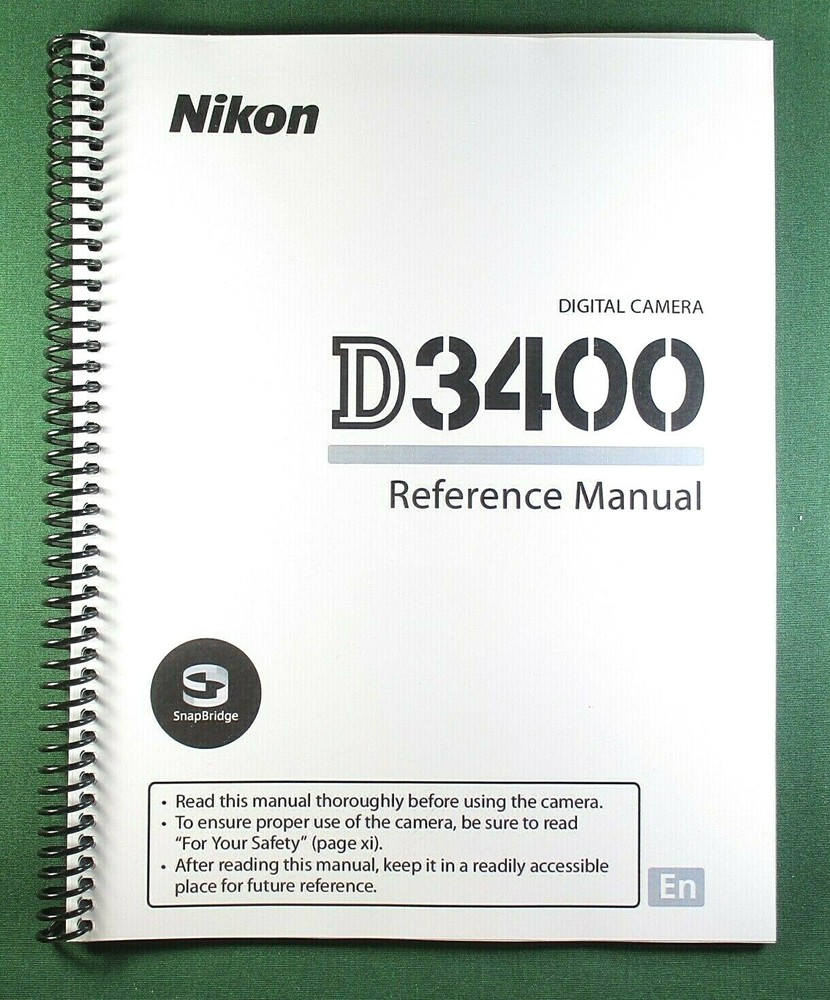 Nikon
DIGITAL CAMERA
D3400
Reference Manual
SnapBridge
• Read this manual thoroughly before using the camera.
• To ensure proper use of the camera, be sure to read
“For Your Safety” (page xi).
• After reading this manual, keep it in a readily accessible
place for future reference.
En